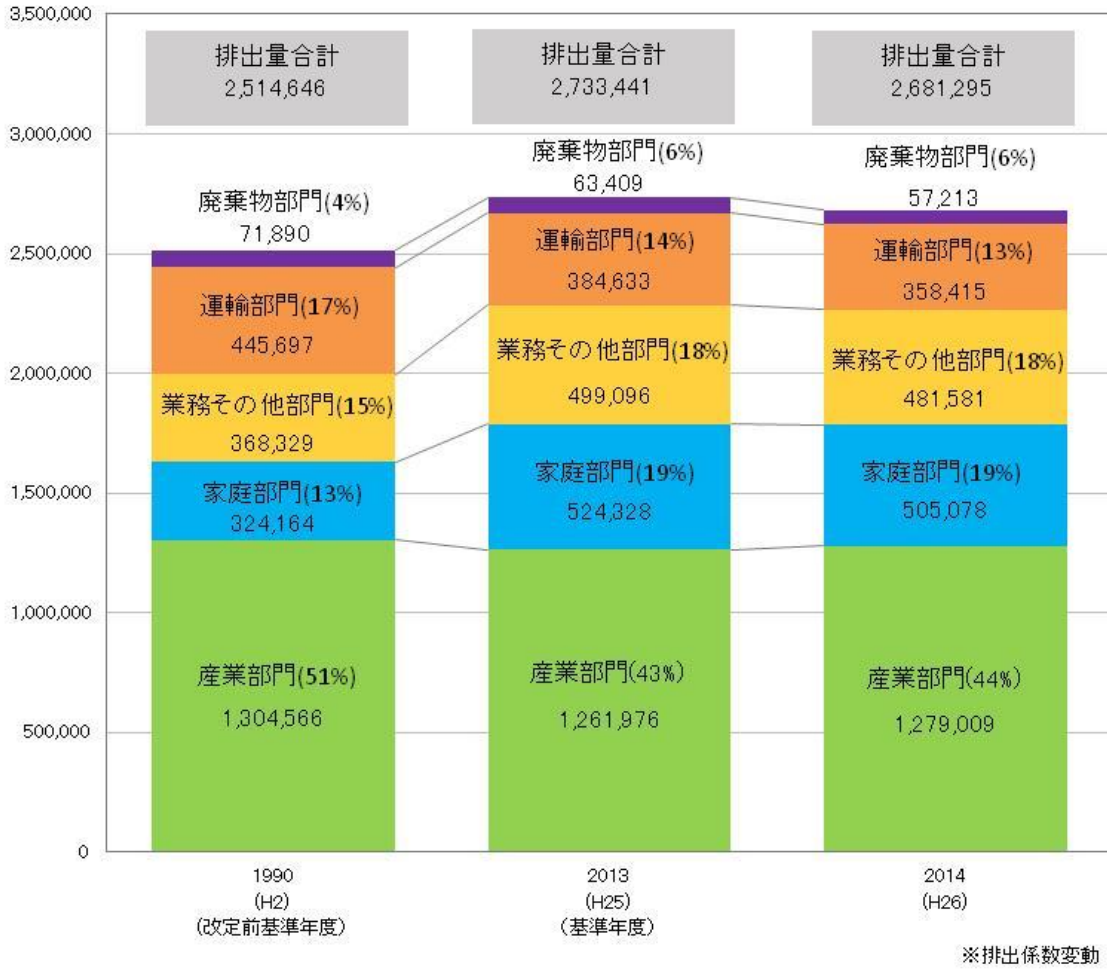 3,500,000
3,000,000
2,500,000
2,000,000
1,500,000
1,000,000
500,000
0
排出量合計
2,514,646
廃棄物部門(4%)
71,890
運輸部門(17%)
445,697
業務その他部門(15%)
368,329
家庭部門(13%)
324,164
産業部門(51%)
1,304,566
1990
(H2)
(改定前基準年度)
排出量合計
2,733,441
廃棄物部門(6%)
63,409
運輸部門(14%)
384,633
業務その他部門(18%)
499,096
家庭部門(19%)
524,328
産業部門(43%)
1,261,976
2013
(H25)
(基準年度)
排出量合計
2,681,295
廃棄物部門(6%)
57,213
運輸部門(13%)
358,415
業務その他部門(18%)
481,581
家庭部門(19%)
505,078
産業部門(44%)
1,279,009
2014
(H26)
※排出係数変動